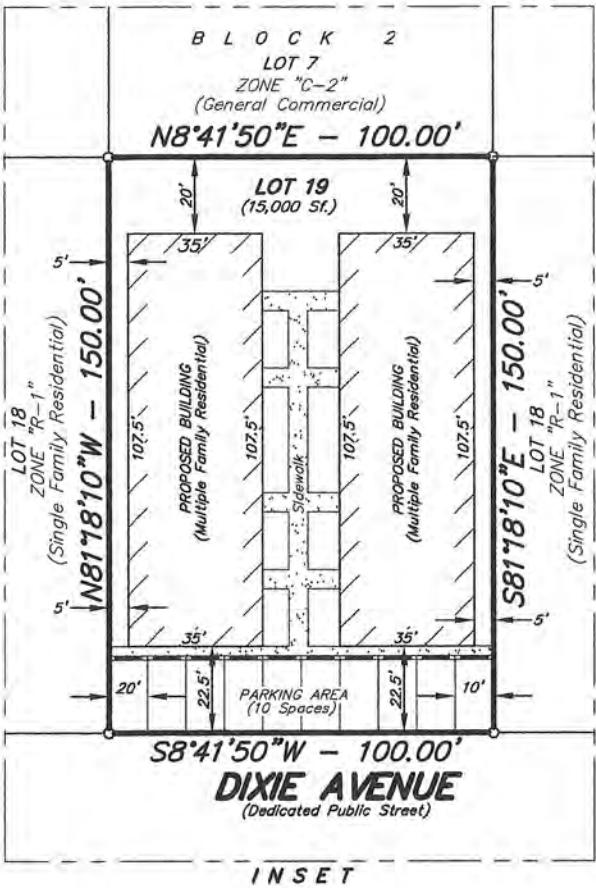 BLOCK 2
LOT 7
ZONE "C-2"
(General Commercial)
N8°41'50"E - 100.00'
LOT 19
(15,000 Sf.)
20'
20'
35'
35'
5'
5'
LOT 18
ZONE "R-1"
(Single Family Residential)
N81°18'10"W - 150.00'
107.5'
PROPOSED BUILDING
(Multiple Family Residential)
107.5'
Sidewalk
107.5'
PROPOSED BUILDING
(Multiple Family Residential)
107.5'
S81°18'10"E - 150.00'
LOT 18
ZONE "R-1"
(Single Family Residential)
5'
5'
35'
35'
20'
22.5'
PARKING AREA
(10 Spaces)
22.5'
10'
S8°41'50"W - 100.00'
DIXIE AVENUE
(Dedicated Public Street)
INSET